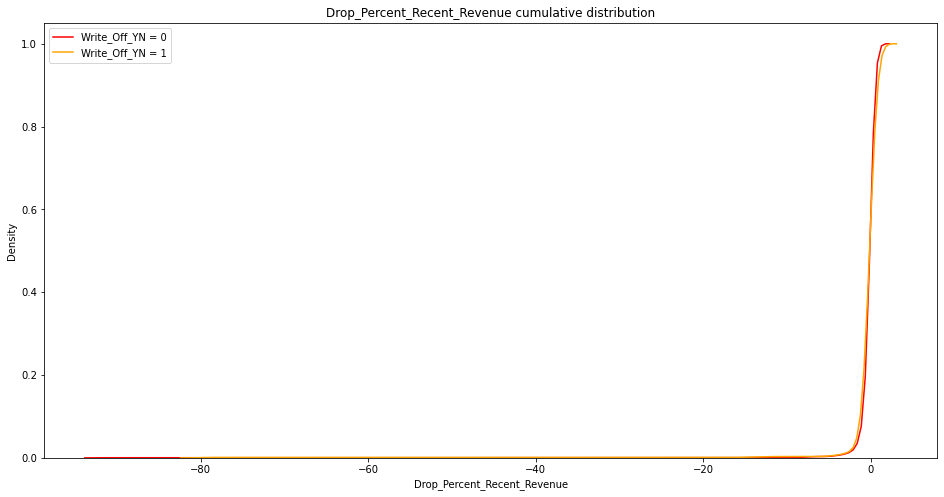 Drop_Percent_Recent_Revenue cumulative distribution
Write_Off_YN = 0
Write_Off_YN = 1
1.0
0.8
0.6
0.4
0.2
0.0
Density
−80
−60
−40
−20
0
Drop_Percent_Recent_Revenue